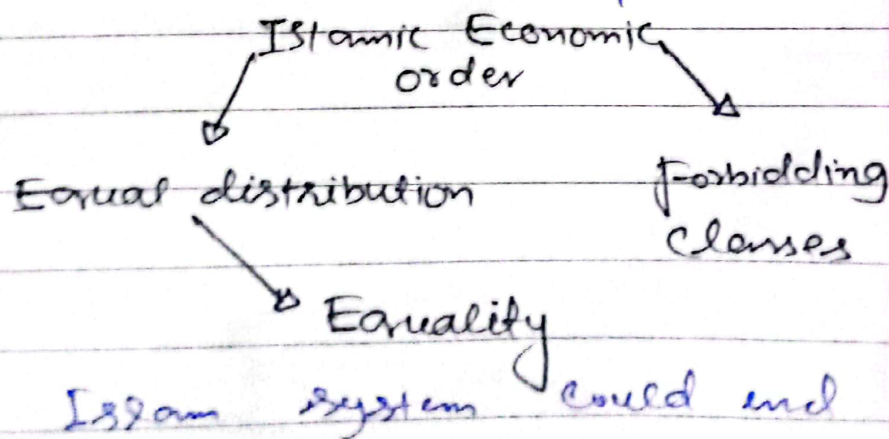 Islamic Economic
order
Equal distribution
Forbidding
Classes
Equality
Islam system could end